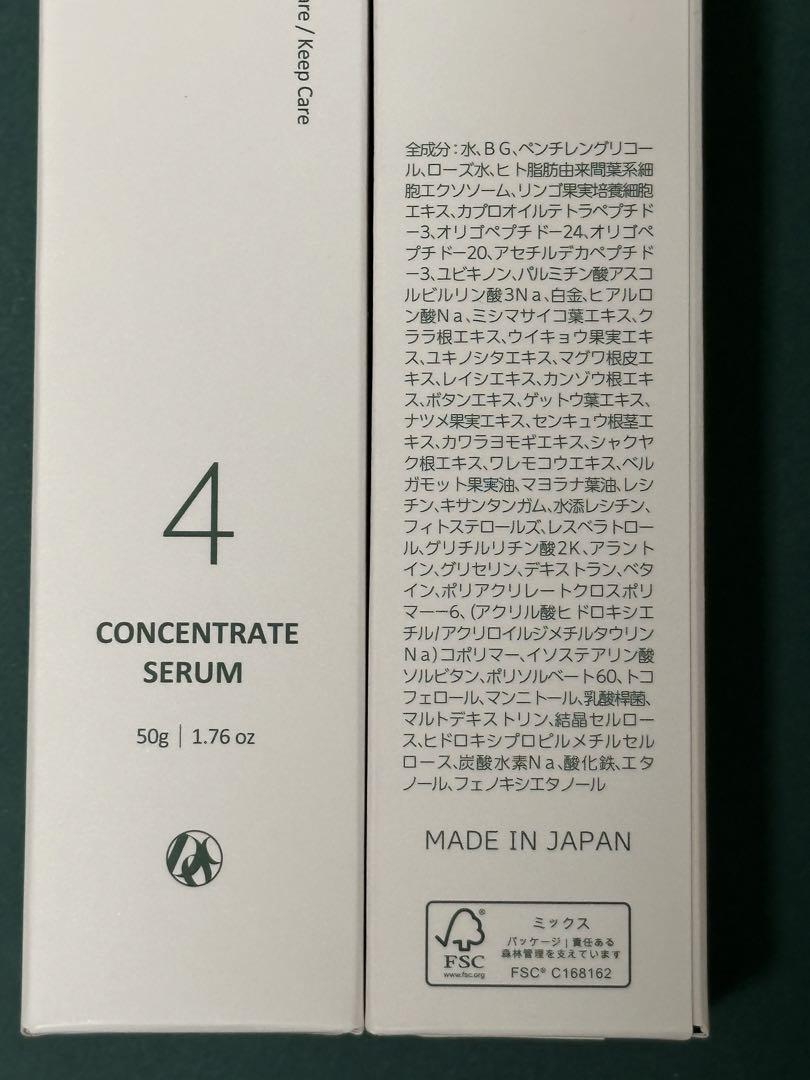 are / Keep Care
4
CONCENTRATE
SERUM
50g | 1.76 oz
全成分：水、BG、ペンチレングリコー
ル、ローズ水、ヒト脂肪由来間葉系細
胞エクソソーム、リンゴ果実培養細胞
エキス、カプロオイルテトラペプチド
-3、オリゴペプチド-24、オリゴペ
プチド-20、アセチルデカペプチド
-3、ユビキノン、パルミチン酸アスコ
ルビルリン酸3Na、白金、ヒアルロ
ン酸Na、ミシマサイコ葉エキス、ク
ララ根エキス、ウイキョウ果実エキ
ス、ユキノシタエキス、マグワ根皮エ
キス、レイシエキス、カンゾウ根エキ
ス、ボタンエキス、ゲットウ葉エキス、
ナツメ果実エキス、センキュウ根茎エ
キス、カワラヨモギエキス、シャクヤ
ク根エキス、ワレモコウエキス、ベル
ガモット果実油、マヨラナ葉油、レシ
チン、キサンタンガム、水添レシチン、
フィトステロールズ、レスベラトロー
ル、グリチルリチン酸2K、アラント
イン、グリセリン、デキストラン、ベタ
イン、ポリアクリレートクロスポリ
マー-6、(アクリル酸ヒドロキシエ
チル/アクリロイルジメチルタウリン
Na)コポリマー、イソステアリン酸
ソルビタン、ポリソルベート60、トコ
フェロール、マンニトール、乳酸桿菌、
マルトデキストリン、結晶セルロー
ス、ヒドロキシプロピルメチルセル
ロース、炭酸水素Na、酸化鉄、エタ
ノール、フェノキシエタノール
MADE IN JAPAN
FSC®
www.fsc.org
ミックス
パッケージ | 責任ある
森林管理を支えています
FSC® C168162